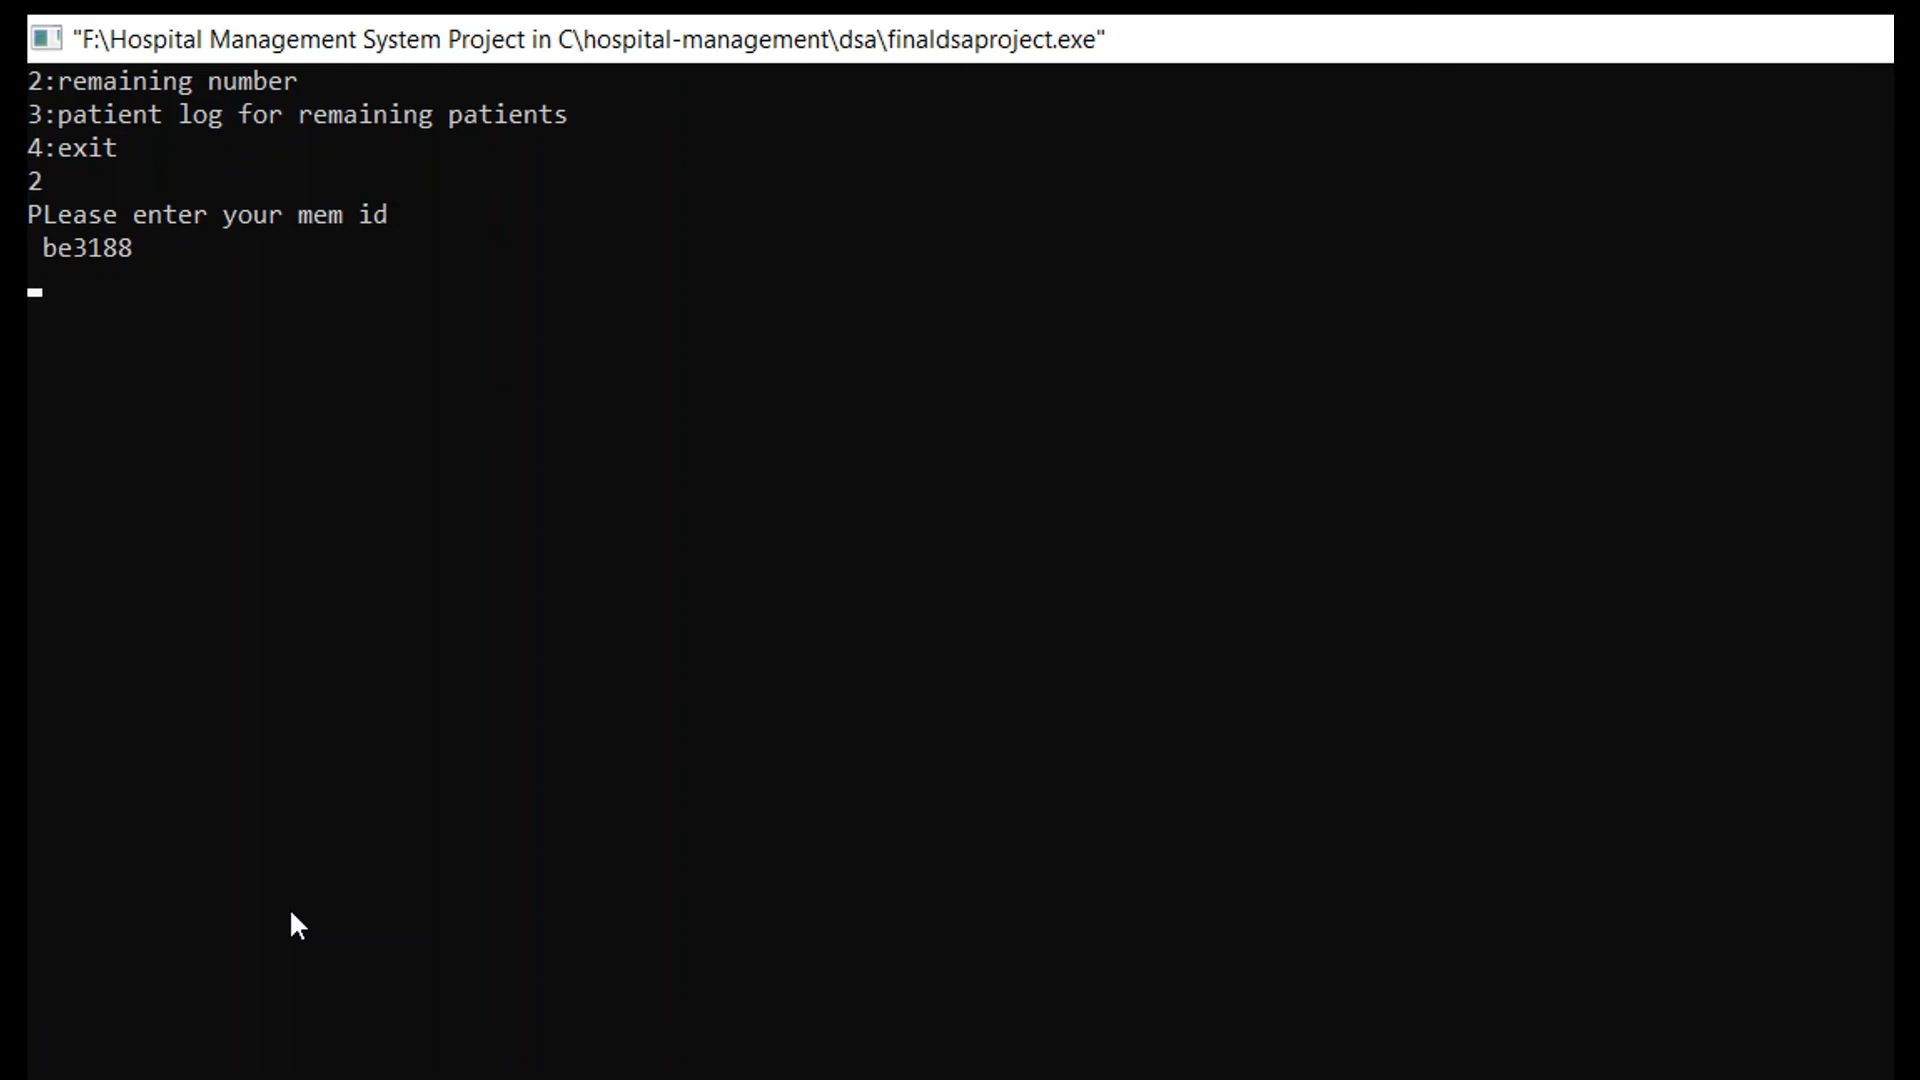 "F:\Hospital Management System Project in C\hospital-management\dsa\finaldsaproject.exe"
2:remaining number
3:patient log for remaining patients
4:exit
2
PLease enter your mem id
be3188